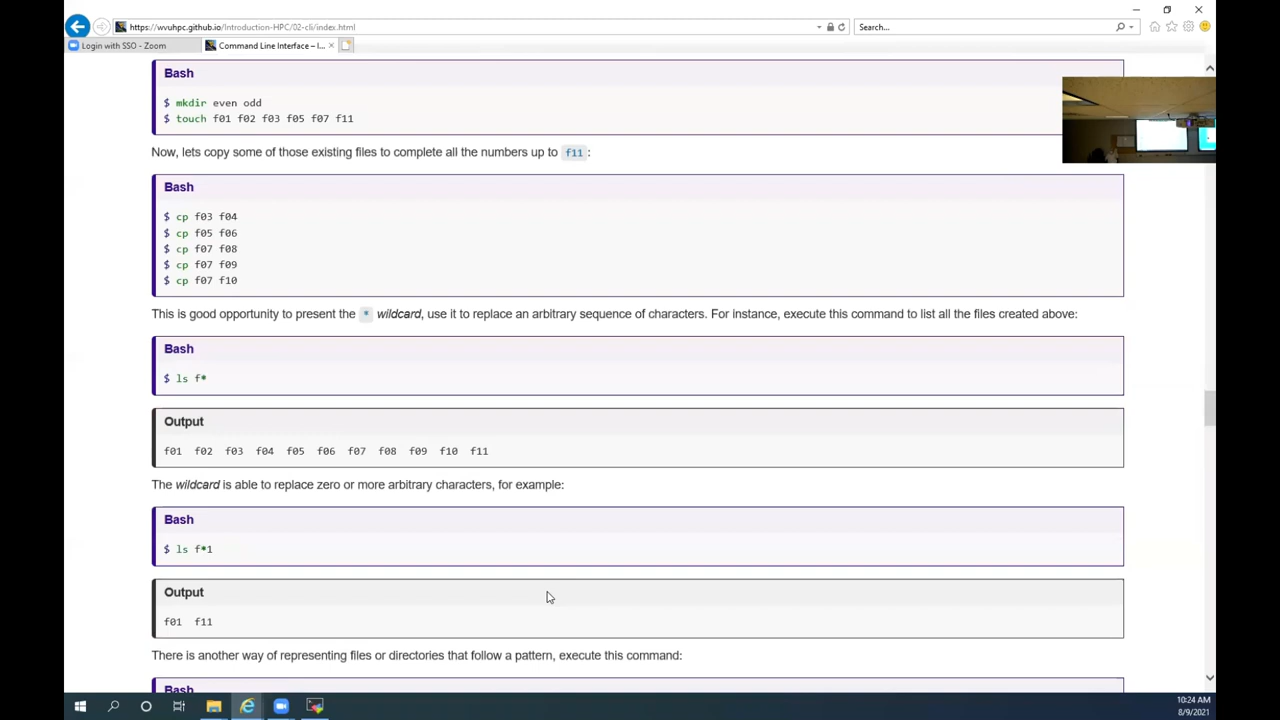 https://wvuhpc.github.io/Introduction-HPC/02-cli/index.html
Search...
Login with SSO - Zoom
Command Line Interface – I...
Bash
$ mkdir even odd
$ touch f01 f02 f03 f05 f07 f11
Now, lets copy some of those existing files to complete all the numbers up to f11 :
Bash
$ cp f03 f04
$ cp f05 f06
$ cp f07 f08
$ cp f07 f09
$ cp f07 f10
This is good opportunity to present the * wildcard, use it to replace an arbitrary sequence of characters. For instance, execute this command to list all the files created above:
Bash
$ ls f*
Output
f01 f02 f03 f04 f05 f06 f07 f08 f09 f10 f11
The wildcard is able to replace zero or more arbitrary characters, for example:
Bash
$ ls f*1
Output
f01 f11
There is another way of representing files or directories that follow a pattern, execute this command:
Bash
10:24 AM
8/9/2021